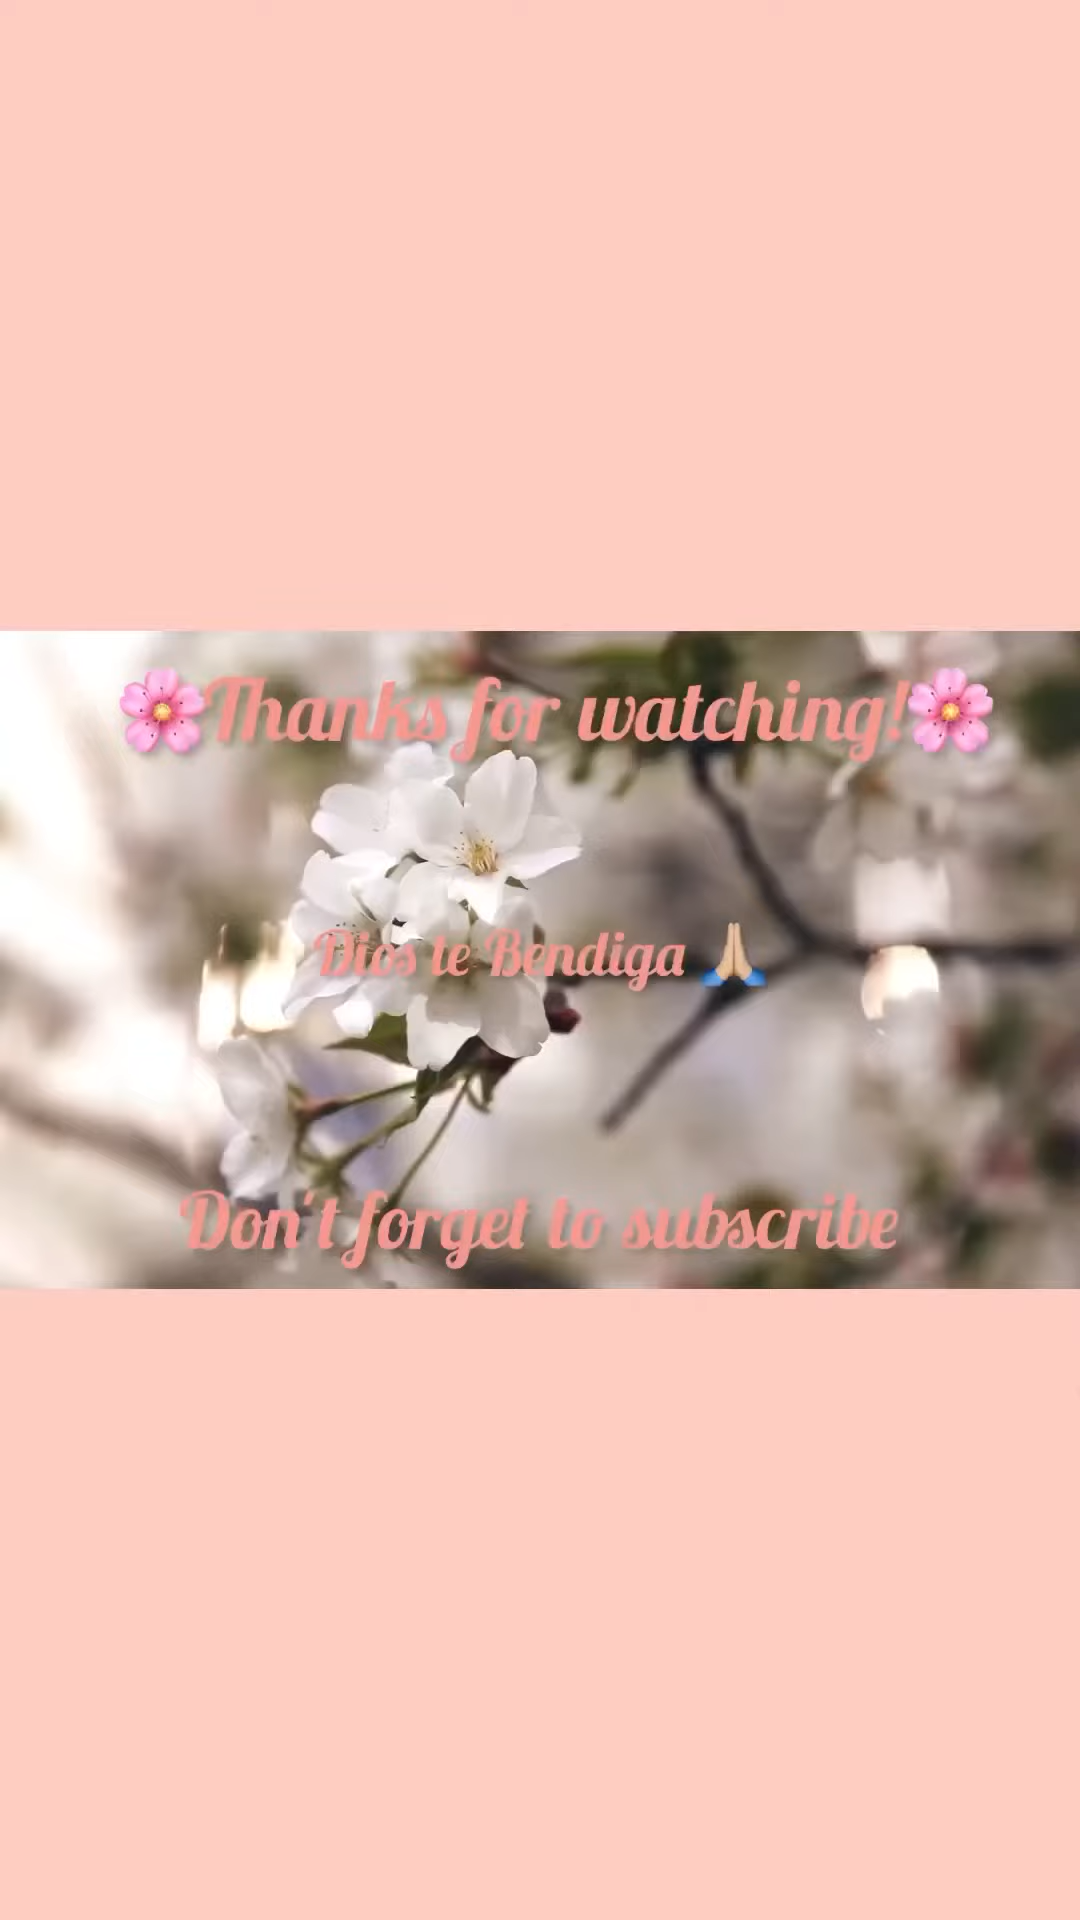 🌸Thanks for watching!🌸
Dios te Bendiga 🙏🏼
Don't forget to subscribe